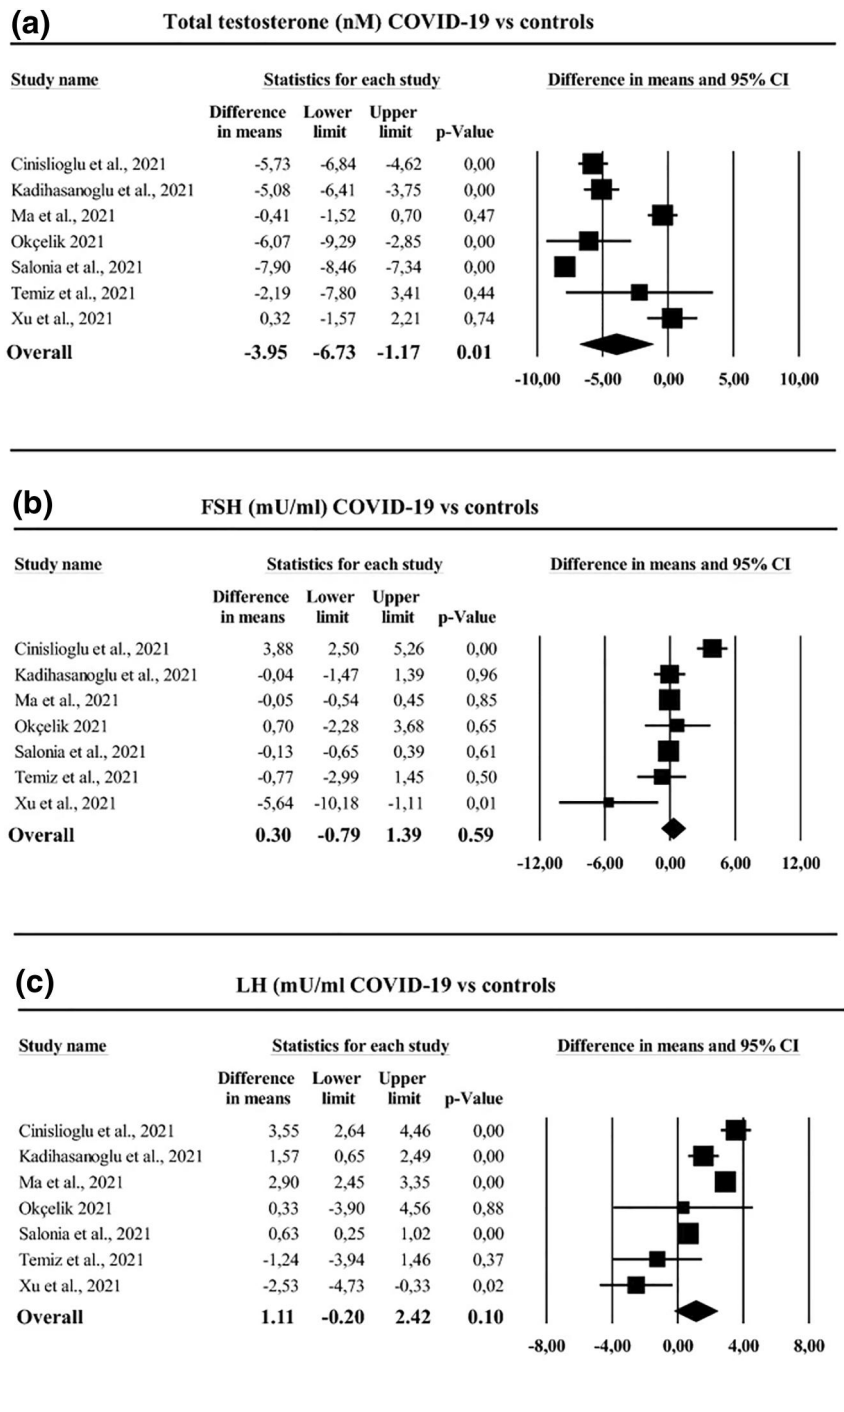 (a) Total testosterone (nM) COVID-19 vs controls
Study name Statistics for each study Difference in means and 95% CI
Difference Lower Upper
in means limit limit p-Value
Cinislioglu et al., 2021 -5,73 -6,84 -4,62 0,00
Kadihasanoglu et al., 2021 -5,08 -6,41 -3,75 0,00
Ma et al., 2021 -0,41 -1,52 0,70 0,47
Okçelik 2021 -6,07 -9,29 -2,85 0,00
Salonia et al., 2021 -7,90 -8,46 -7,34 0,00
Temiz et al., 2021 -2,19 -7,80 3,41 0,44
Xu et al., 2021 0,32 -1,57 2,21 0,74
Overall -3.95 -6.73 -1.17 0.01
-10,00 -5,00 0,00 5,00 10,00
(b) FSH (mU/ml) COVID-19 vs controls
Study name Statistics for each study Difference in means and 95% CI
Difference Lower Upper
in means limit limit p-Value
Cinislioglu et al., 2021 3,88 2,50 5,26 0,00
Kadihasanoglu et al., 2021 -0,04 -1,47 1,39 0,96
Ma et al., 2021 -0,05 -0,54 0,45 0,85
Okçelik 2021 0,70 -2,28 3,68 0,65
Salonia et al., 2021 -0,13 -0,65 0,39 0,61
Temiz et al., 2021 -0,77 -2,99 1,45 0,50
Xu et al., 2021 -5,64 -10,18 -1,11 0,01
Overall 0.30 -0.79 1.39 0.59
-12,00 -6,00 0,00 6,00 12,00
(c) LH (mU/ml COVID-19 vs controls
Study name Statistics for each study Difference in means and 95% CI
Difference Lower Upper
in means limit limit p-Value
Cinislioglu et al., 2021 3,55 2,64 4,46 0,00
Kadihasanoglu et al., 2021 1,57 0,65 2,49 0,00
Ma et al., 2021 2,90 2,45 3,35 0,00
Okçelik 2021 0,33 -3,90 4,56 0,88
Salonia et al., 2021 0,63 0,25 1,02 0,00
Temiz et al., 2021 -1,24 -3,94 1,46 0,37
Xu et al., 2021 -2,53 -4,73 -0,33 0,02
Overall 1.11 -0.20 2.42 0.10
-8,00 -4,00 0,00 4,00 8,00